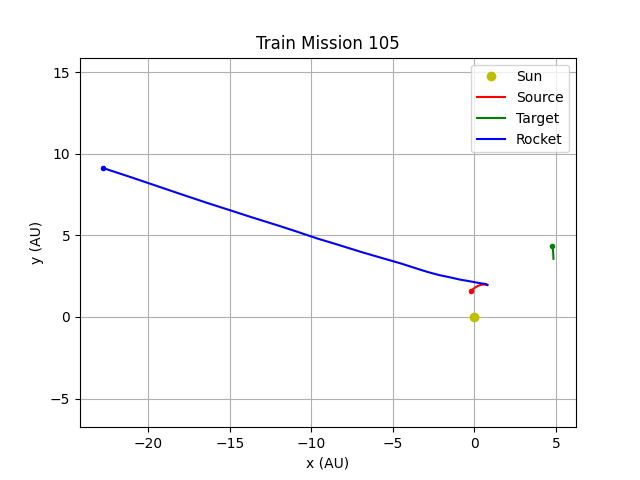 Train Mission 105
Sun
Source
Target
Rocket
15
10
5
0
−5
y (AU)
−20
−15
−10
−5
0
5
x (AU)